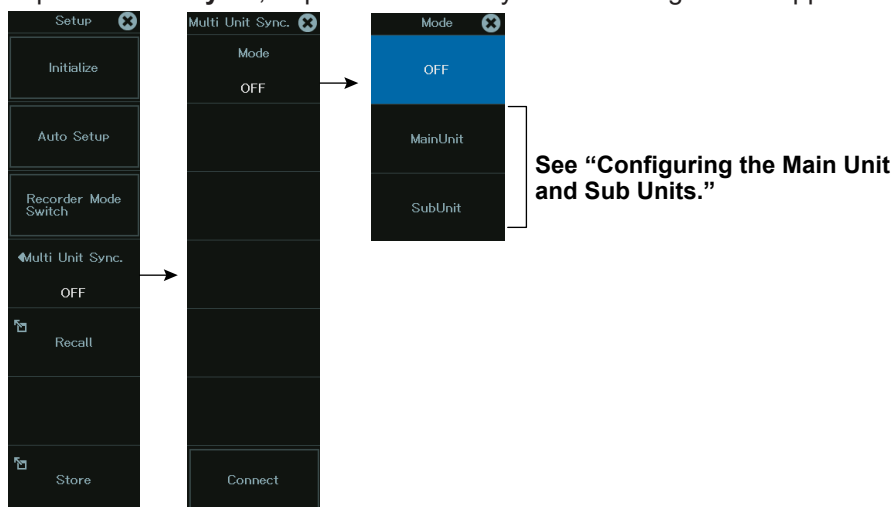 Setup
Initialize
Auto Setup
Recorder Mode
Switch
Multi Unit Sync.
OFF
Recall
Store
Multi Unit Sync.
Mode
OFF
Connect
Mode
OFF
MainUnit
SubUnit
See “Configuring the Main Unit
and Sub Units.”